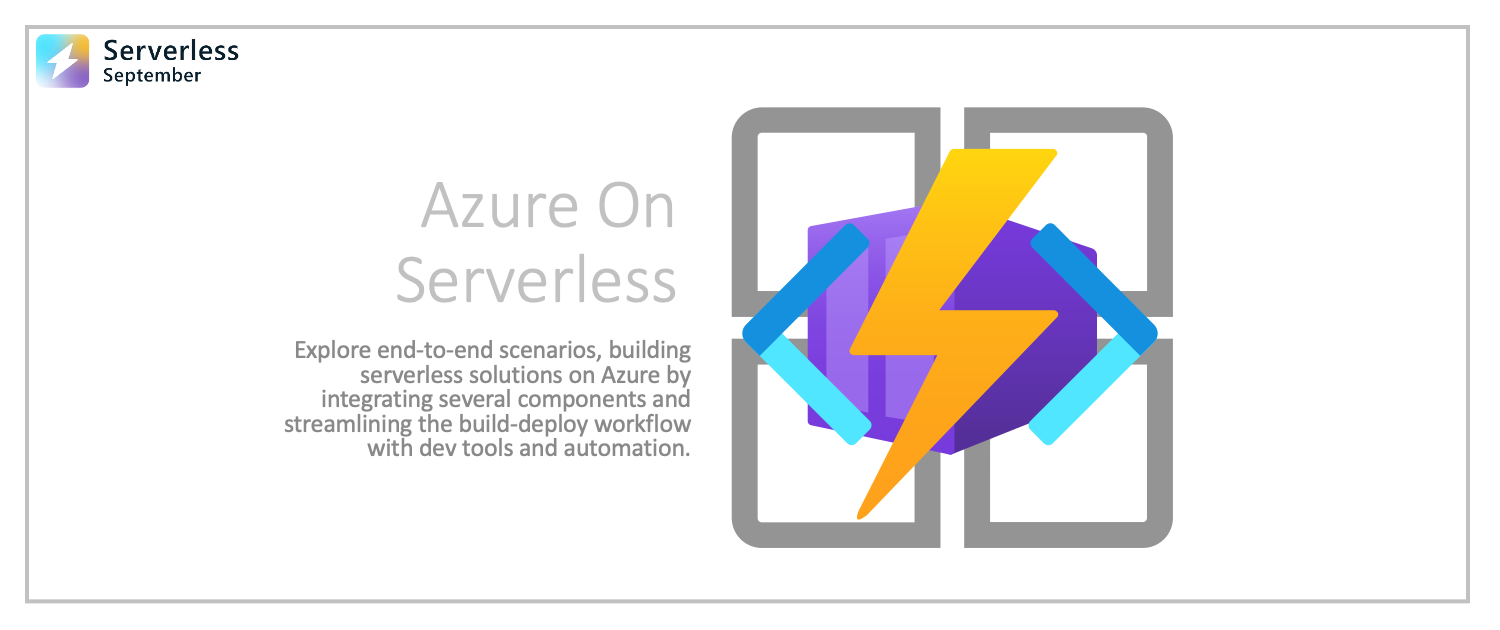 Serverless
September
Azure On
Serverless
Explore end-to-end scenarios, building
serverless solutions on Azure by
integrating several components and
streamlining the build-deploy workflow
with dev tools and automation.